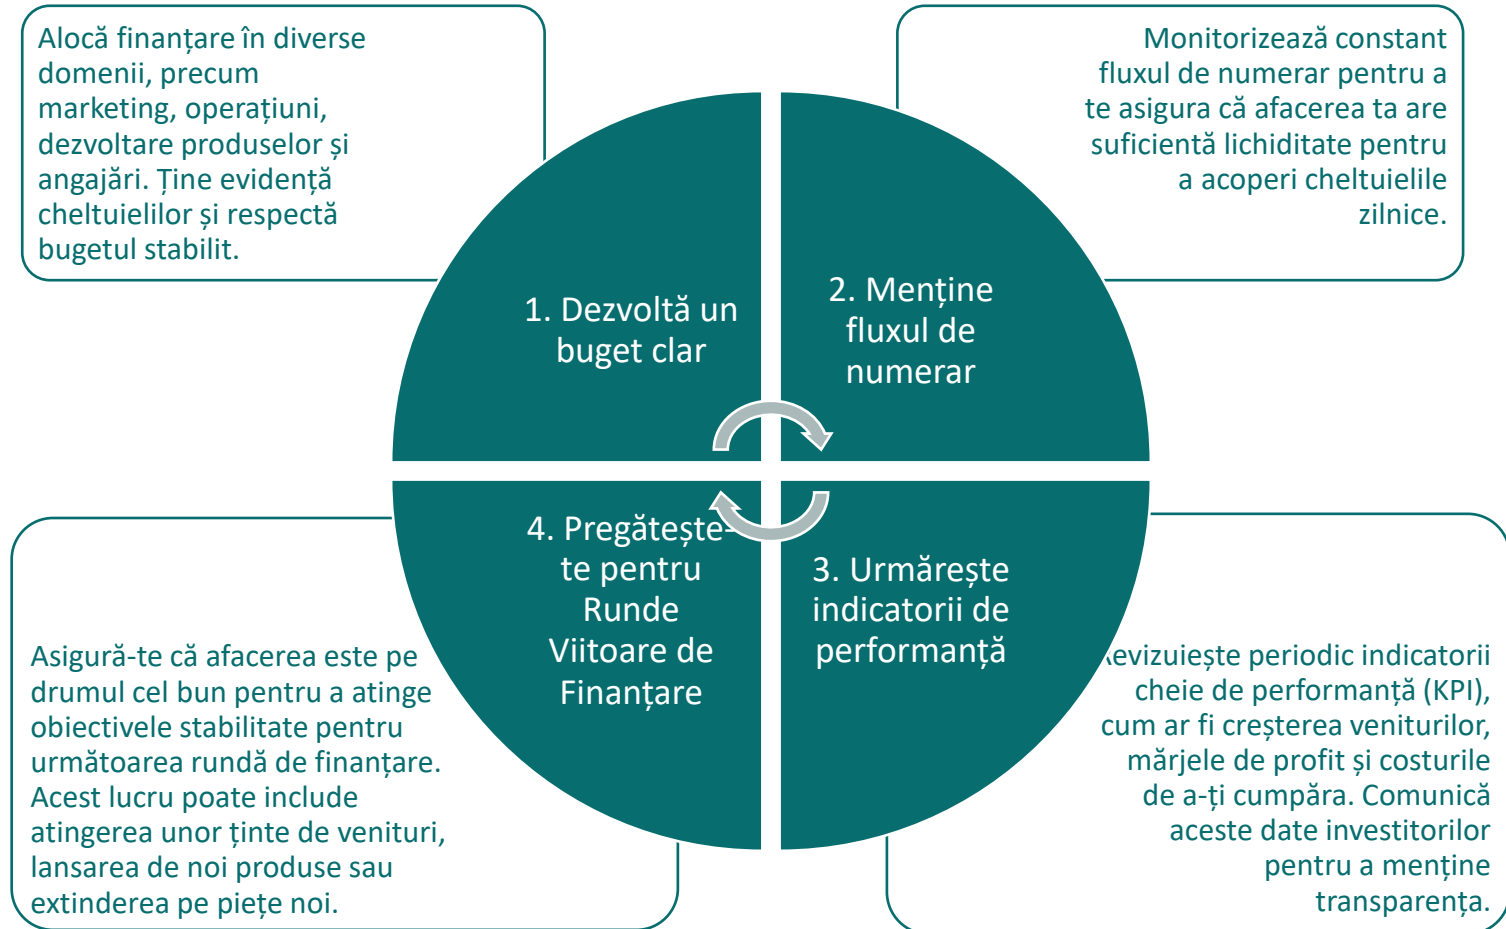 Alocă finanțare în diverse
domenii, precum
marketing, operațiuni,
dezvoltare produselor și
angajări. Ține evidență
cheltuielilor și respectă
bugetul stabilit.
Monitorizează constant
fluxul de numerar pentru a
te asigura că afacerea ta are
suficientă lichiditate pentru
a acoperi cheltuielile
zilnice.
1. Dezvoltă un
buget clar
2. Menține
fluxul de
numerar
4. Pregătește-
te pentru
Runde
Viitoare de
Finanțare
3. Urmărește
indicatorii de
performanță
Asigură-te că afacerea este pe
drumul cel bun pentru a atinge
obiectivele stabilitate pentru
următoarea rundă de finanțare.
Acest lucru poate include
atingerea unor ținte de venituri,
lansarea de noi produse sau
extinderea pe piețe noi.
Revizuiește periodic indicatorii
cheie de performanță (KPI),
cum ar fi creșterea veniturilor,
mărjele de profit și costurile
de a-ți cumpăra. Comunică
aceste date investitorilor
pentru a menține
transparența.